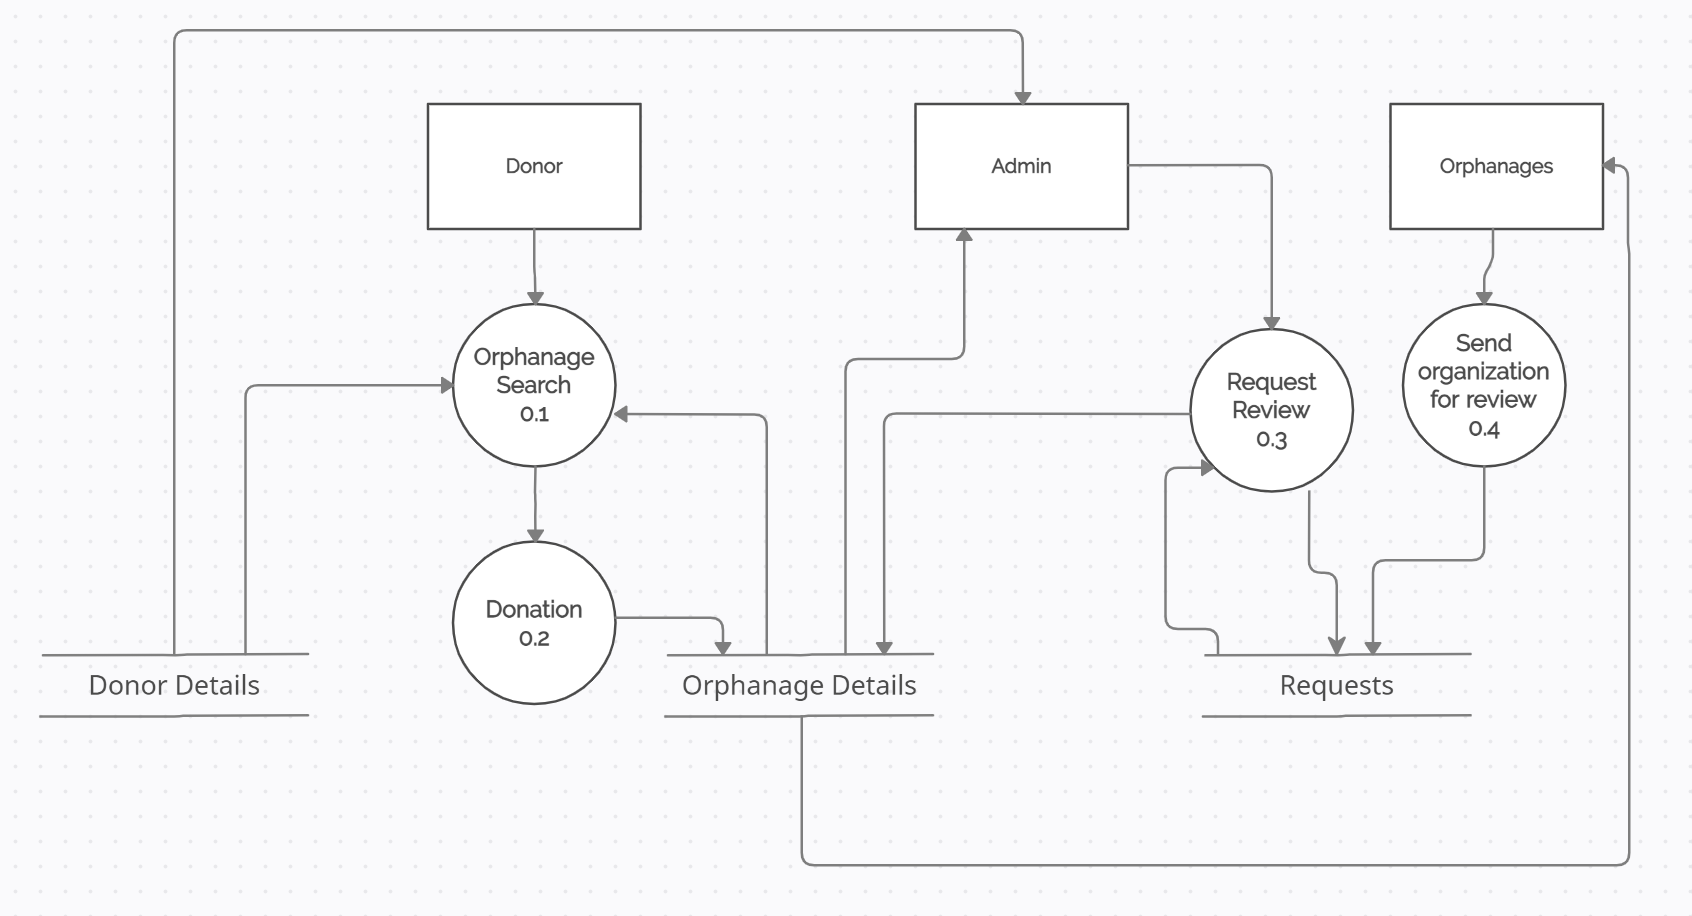 Donor
Admin
Orphanages
Orphanage
Search
0.1
Request
Review
0.3
Send
organization
for review
0.4
Donation
0.2
Donor Details
Orphanage Details
Requests